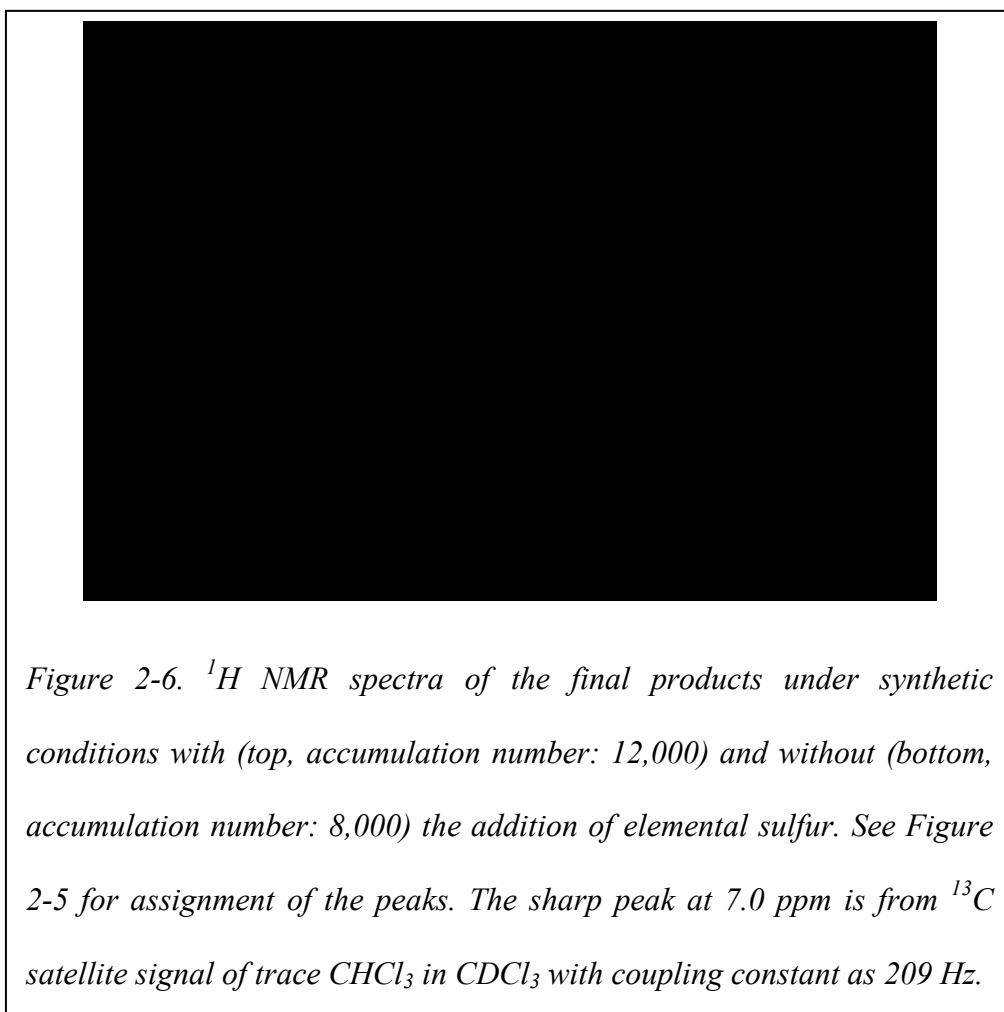 Figure 2-6. ¹H NMR spectra of the final products under synthetic
conditions with (top, accumulation number: 12,000) and without (bottom,
accumulation number: 8,000) the addition of elemental sulfur. See Figure
2-5 for assignment of the peaks. The sharp peak at 7.0 ppm is from ¹³C
satellite signal of trace CHCl₃ in CDCl₃ with coupling constant as 209 Hz.